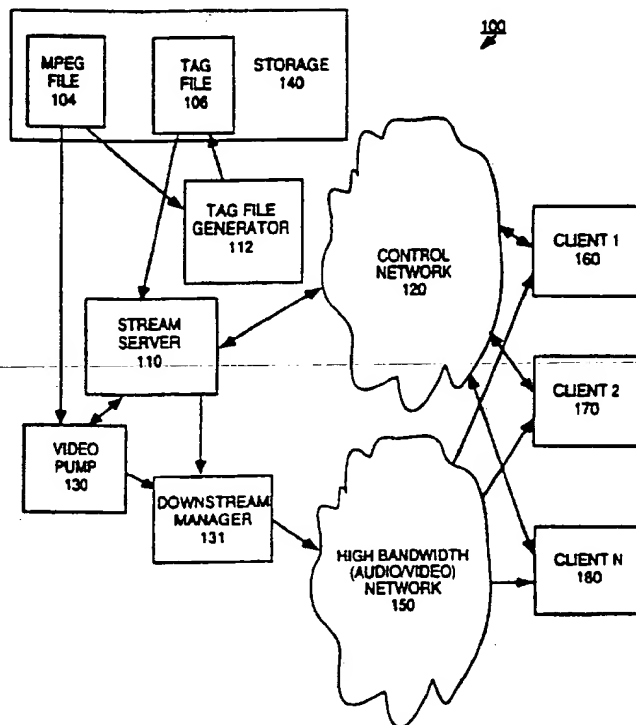 100
MPEG
FILE
104
TAG
FILE
106
STORAGE
140
TAG FILE
GENERATOR
112
CONTROL
NETWORK
120
CLIENT 1
160
STREAM
SERVER
110
CLIENT 2
170
VIDEO
PUMP
130
DOWNSTREAM
MANAGER
131
HIGH BANDWIDTH
(AUDIO/VIDEO)
NETWORK
150
CLIENT N
180